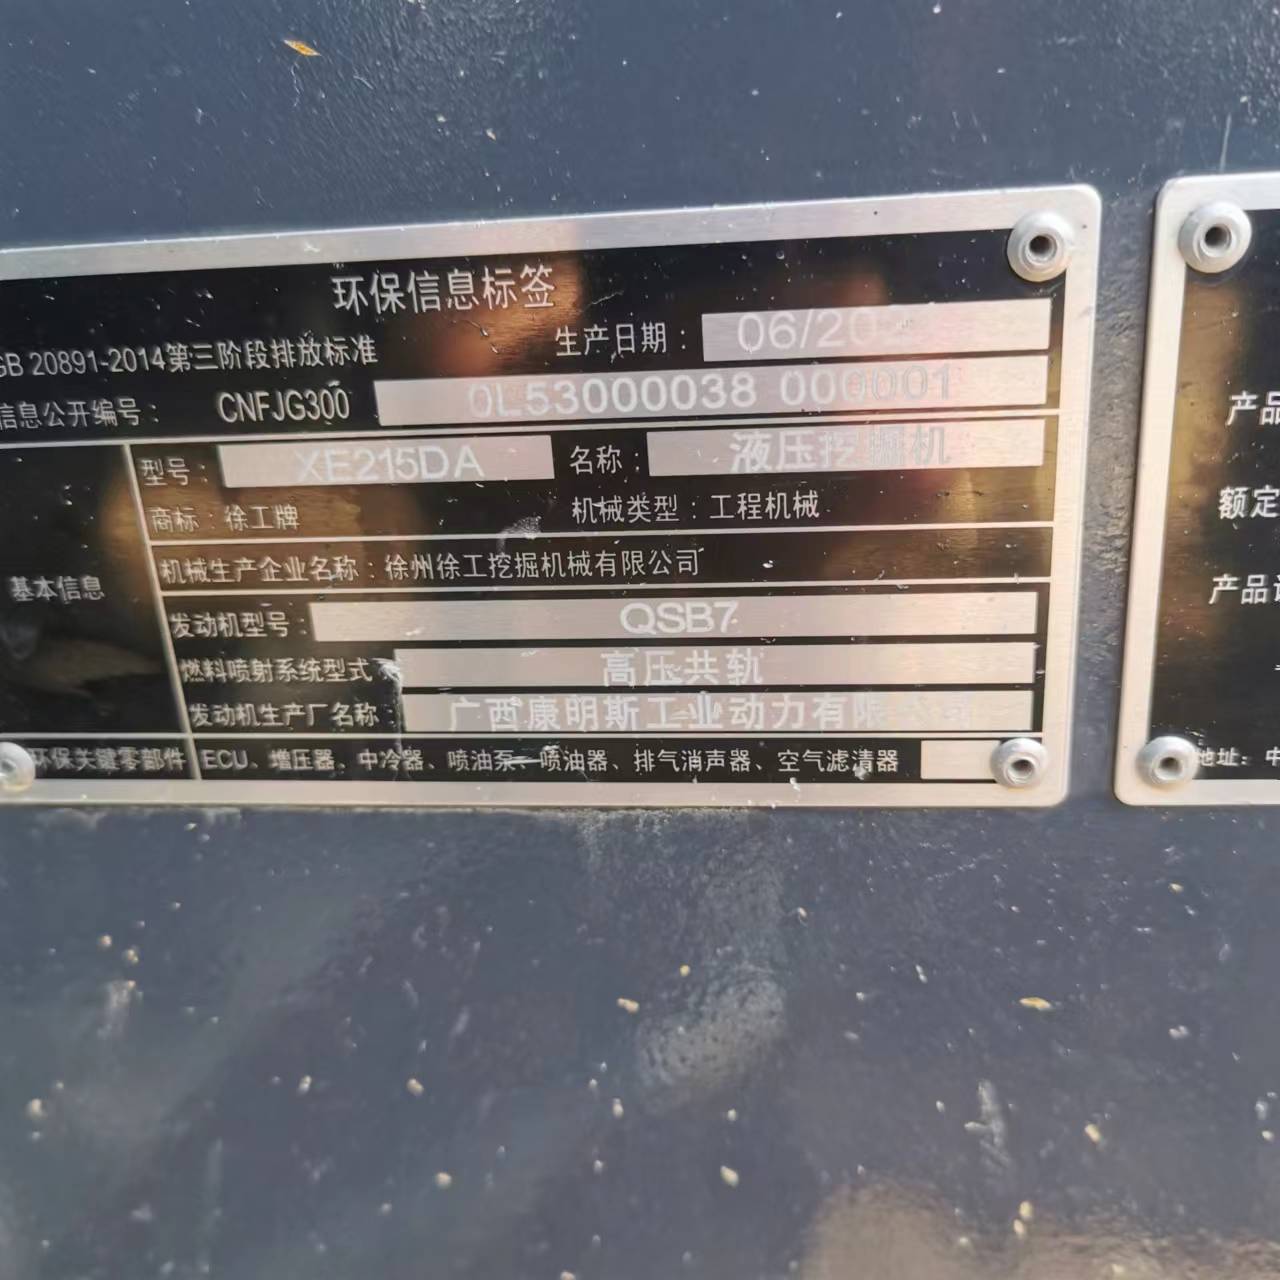 环保信息标签
GB 20891-2014第三阶段排放标准
生产日期： 06/202
信息公开编号： CNFJG300 0L53000038 000001
型号： XE215DA 名称： 液压挖掘机
商标： 徐工牌 机械类型： 工程机械
基本信息
机械生产企业名称： 徐州徐工挖掘机械有限公司
发动机型号： QSB7
燃料喷射系统型式 高压共轨
发动机生产厂名称： 广西康明斯工业动力有限公司
环保关键零部件 ECU、增压器、中冷器、喷油泵、喷油器、排气消声器、空气滤清器
产品
额定
产品
地址：中